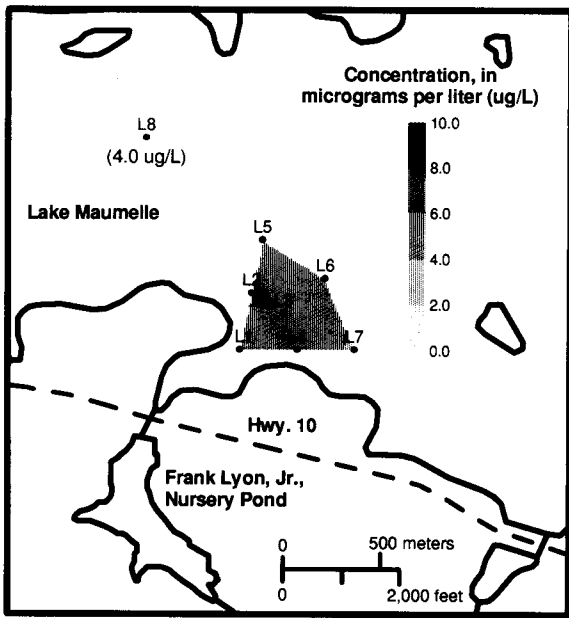 Concentration, in
micrograms per liter (ug/L)
10.0
8.0
6.0
4.0
2.0
0.0
L8
(4.0 ug/L)
Lake Maumelle
L5
L6
L7
Hwy. 10
Frank Lyon, Jr.,
Nursery Pond
0 500 meters
0 2,000 feet